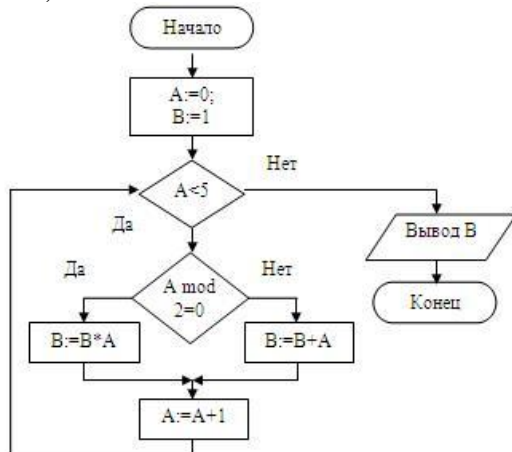 Начало
A:=0;
B:=1
A<5
Нет
Да
Вывод B
Конец
Да
A mod
2=0
Нет
B:=B*A
B:=B+A
A:=A+1